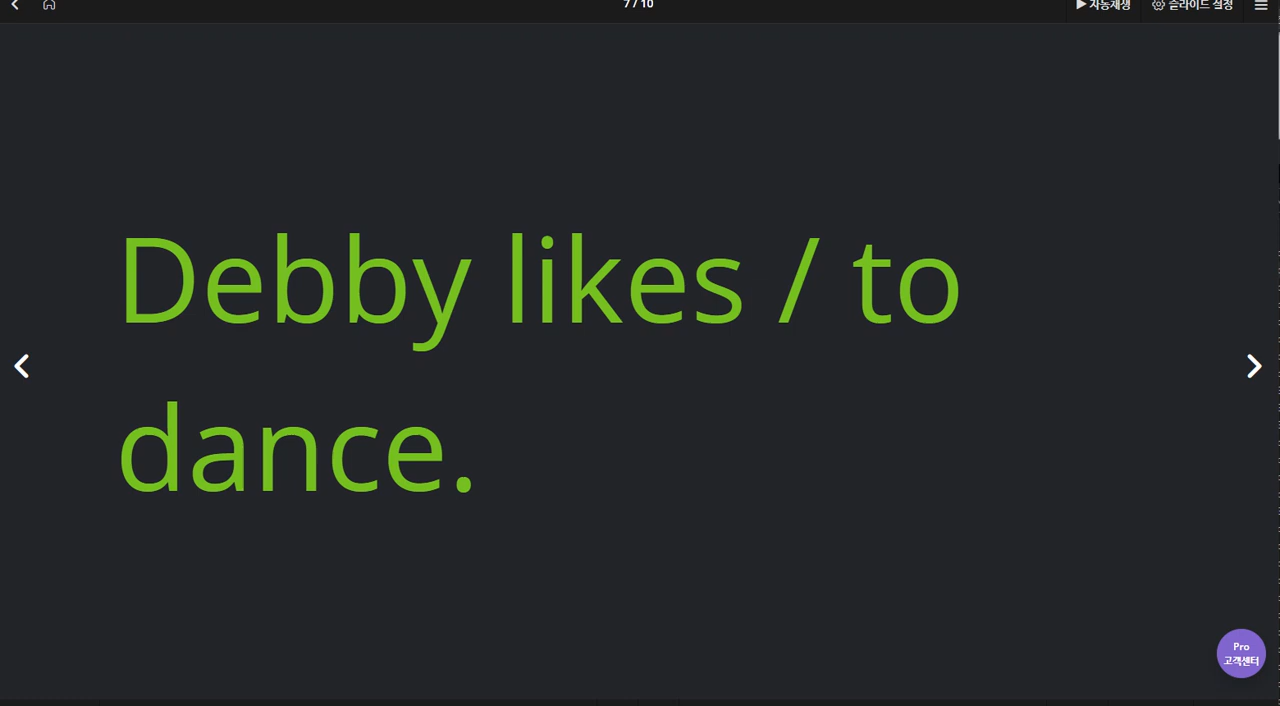 7 / 10
▶ 자동재생
슬라이드 설정
Debby likes / to
dance.
Pro
고객센터